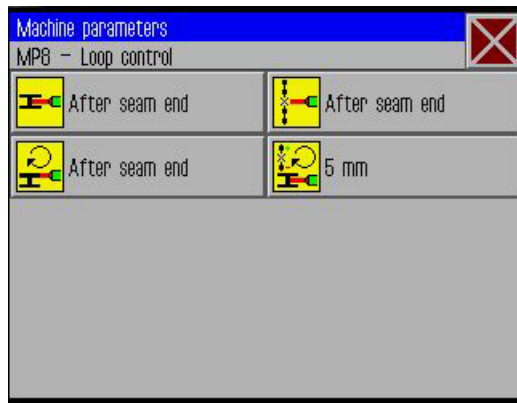 Machine parameters
MP8 - Loop control
After seam end
After seam end
After seam end
5 mm